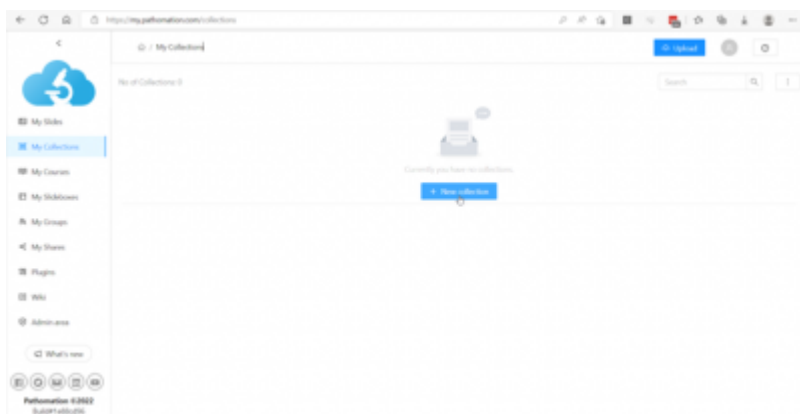 https://my.pathomation.com/collections
/ My Collections
Upload
No of Collections: 0
Search
My Slides
My Collections
My Courses
My Slideboxes
My Groups
My Shares
Plugins
Wiki
Admin area
Currently you have no collections.
+ New collection
What's new
Pathomation ©2022